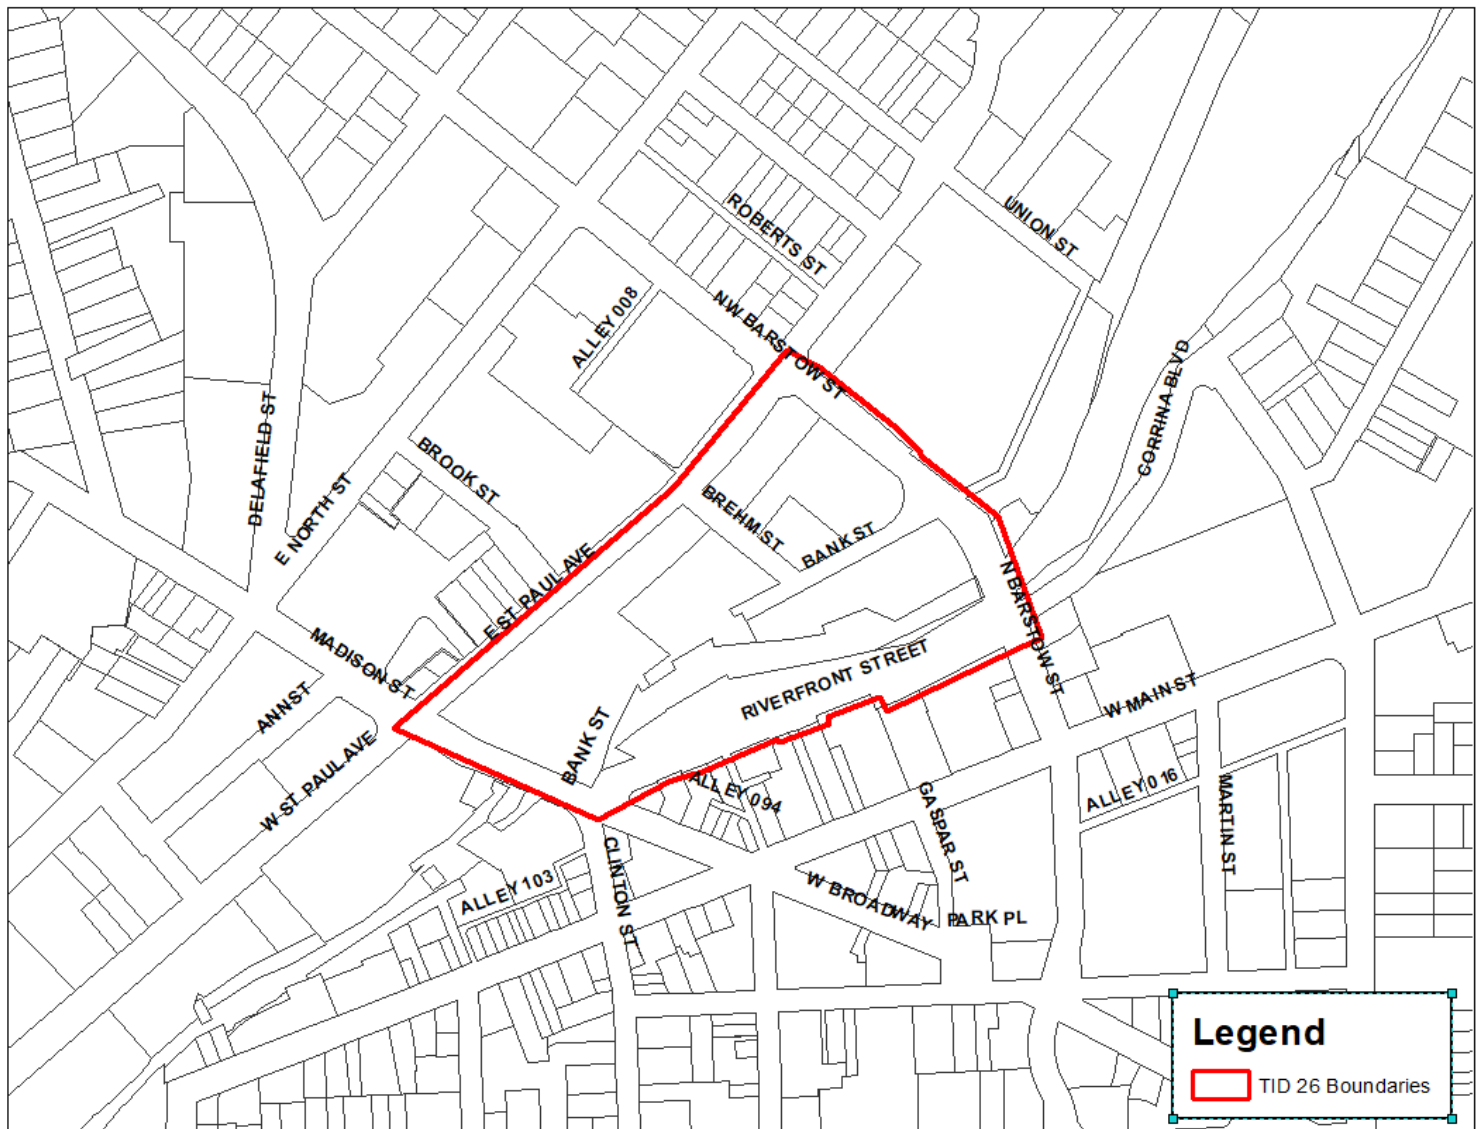 ROBERTS ST
UNION ST
ALLEY 008
N.W BARSTOW ST
CORRINA BLVD
DELAFIELD ST
BROOK ST
E NORTH ST
BREHM ST
BANK ST
E ST. PAUL AVE
N BARSTOW ST
MADISON ST
RIVERFRONT STREET
ANN ST
W MAIN ST
BANK ST
W ST. PAUL AVE
ALLEY 094
GASPAR ST
ALLEY 016
MARTIN ST
CLINTON ST
ALLEY 103
W BROADWAY
PARK PL
Legend
TID 26 Boundaries